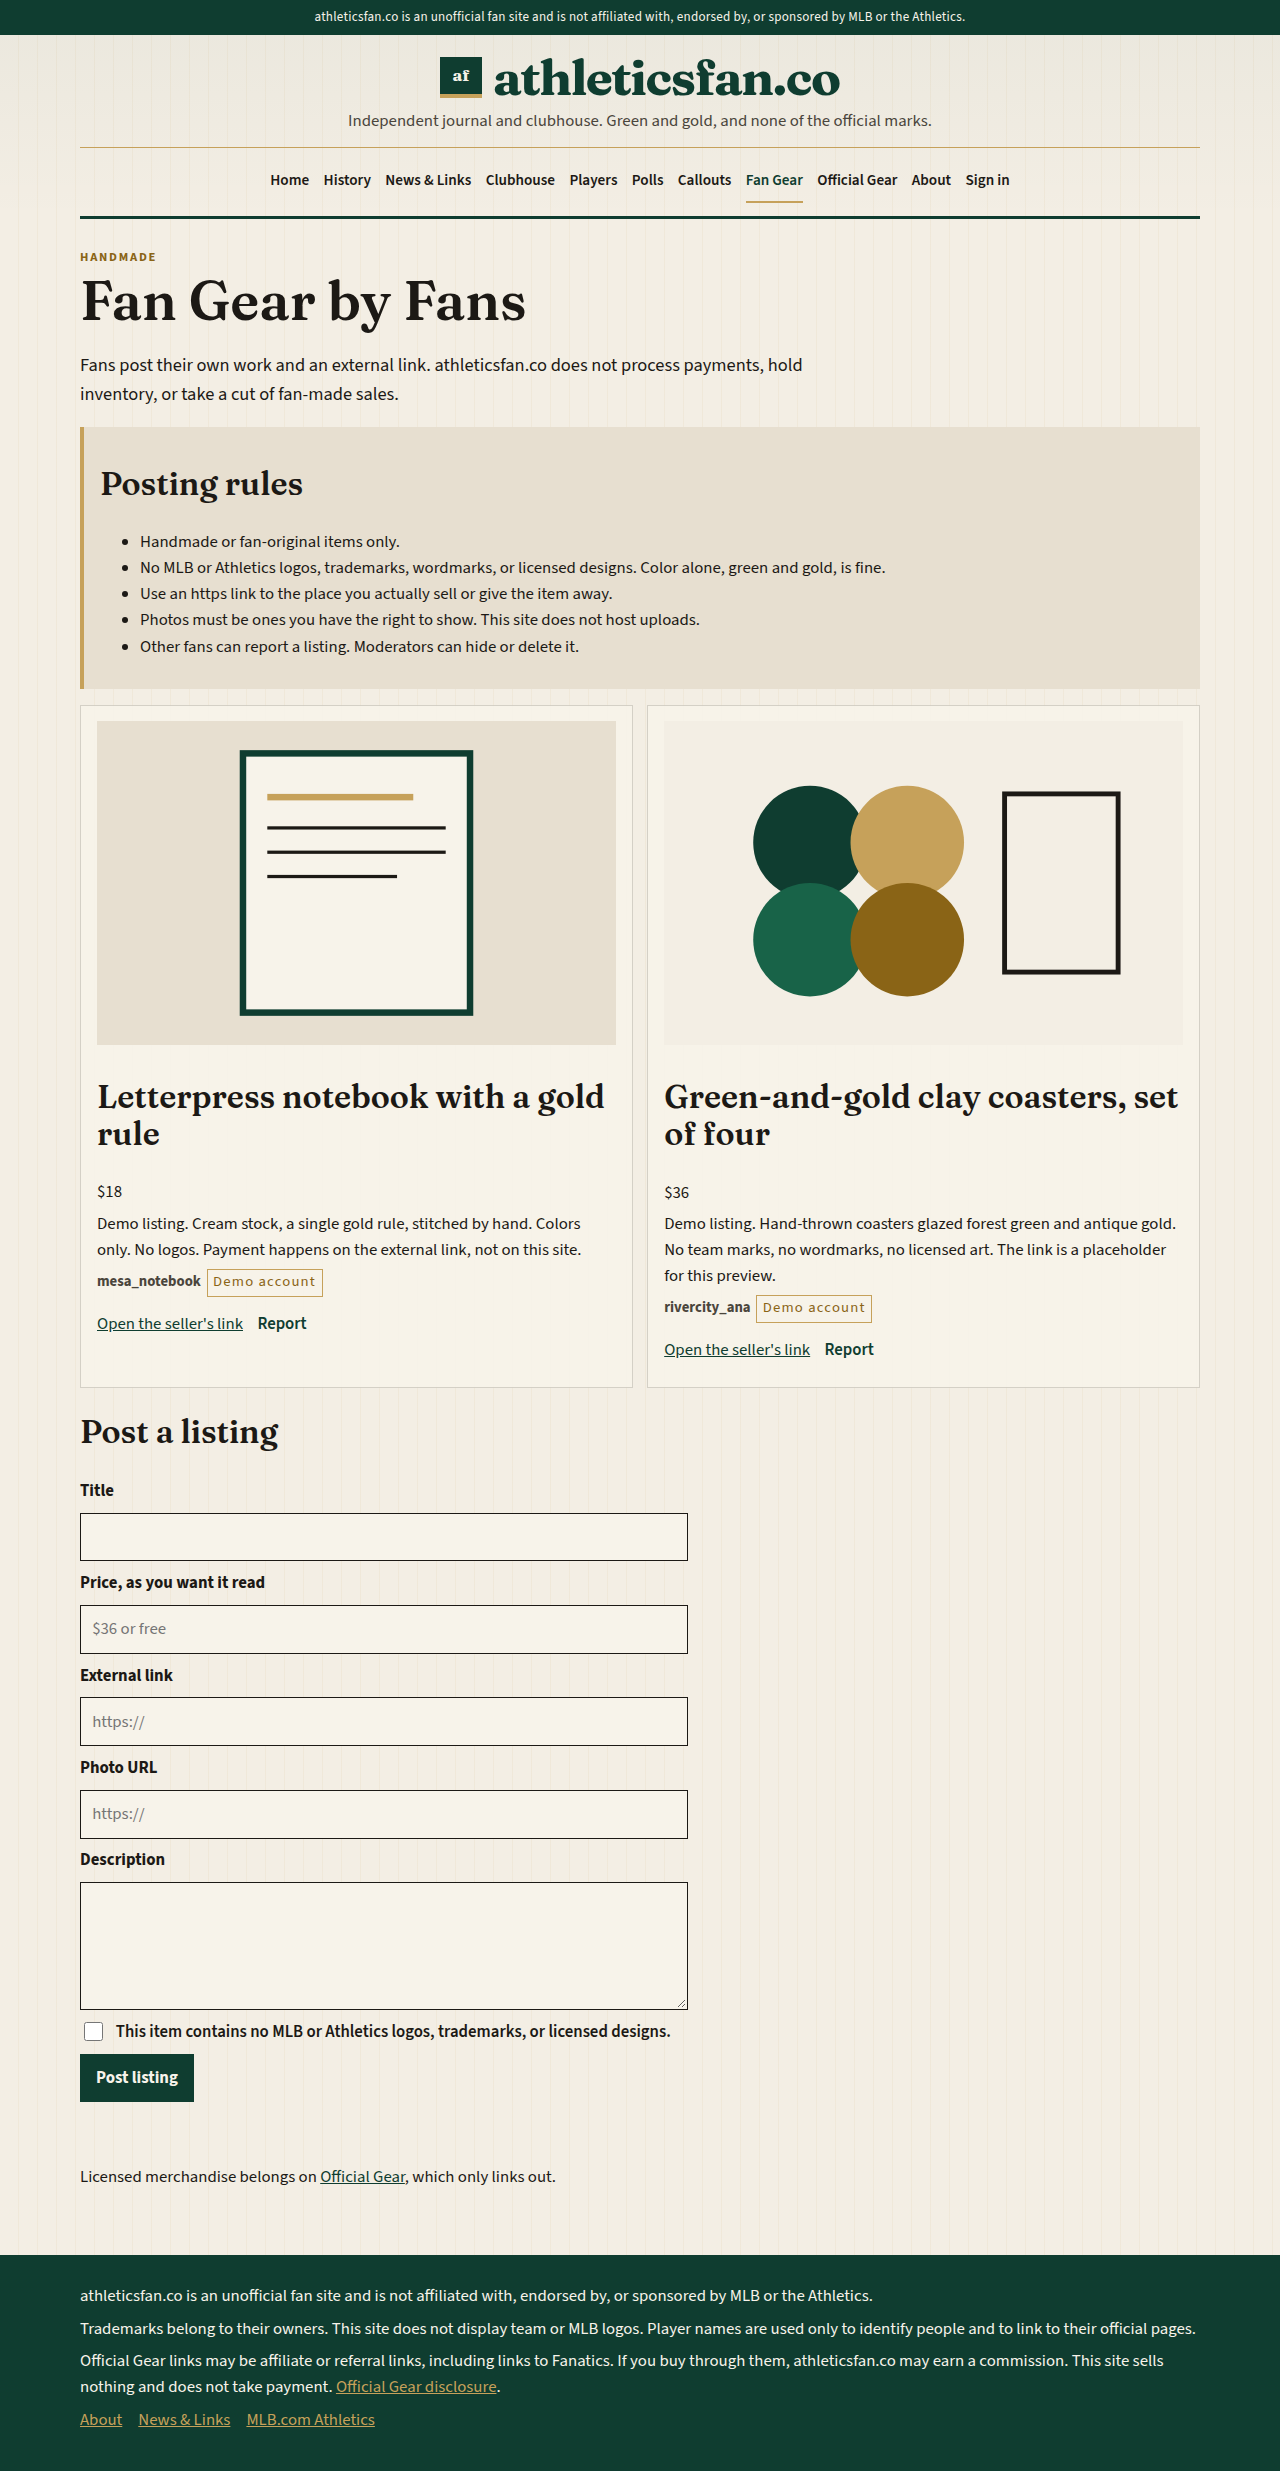 athleticsfan.co is an unofficial fan site and is not affiliated with, endorsed by, or sponsored by MLB or the Athletics.
af athleticsfan.co
Independent journal and clubhouse. Green and gold, and none of the official marks.
Home History News & Links Clubhouse Players Polls Callouts Fan Gear Official Gear About Sign in
HANDMADE
Fan Gear by Fans
Fans post their own work and an external link. athleticsfan.co does not process payments, hold
inventory, or take a cut of fan-made sales.
Posting rules
Handmade or fan-original items only.
No MLB or Athletics logos, trademarks, wordmarks, or licensed designs. Color alone, green and gold, is fine.
Use an https link to the place you actually sell or give the item away.
Photos must be ones you have the right to show. This site does not host uploads.
Other fans can report a listing. Moderators can hide or delete it.
Letterpress notebook with a gold
rule
$18
Demo listing. Cream stock, a single gold rule, stitched by hand. Colors
only. No logos. Payment happens on the external link, not on this site.
mesa_notebook Demo account
Open the seller's link Report
Green-and-gold clay coasters, set
of four
$36
Demo listing. Hand-thrown coasters glazed forest green and antique gold.
No team marks, no wordmarks, no licensed art. The link is a placeholder
for this preview.
rivercity_ana Demo account
Open the seller's link Report
Post a listing
Title
Price, as you want it read
$36 or free
External link
https://
Photo URL
https://
Description
This item contains no MLB or Athletics logos, trademarks, or licensed designs.
Post listing
Licensed merchandise belongs on Official Gear, which only links out.
athleticsfan.co is an unofficial fan site and is not affiliated with, endorsed by, or sponsored by MLB or the Athletics.
Trademarks belong to their owners. This site does not display team or MLB logos. Player names are used only to identify people and to link to their official pages.
Official Gear links may be affiliate or referral links, including links to Fanatics. If you buy through them, athleticsfan.co may earn a commission. This site sells
nothing and does not take payment. Official Gear disclosure.
About News & Links MLB.com Athletics